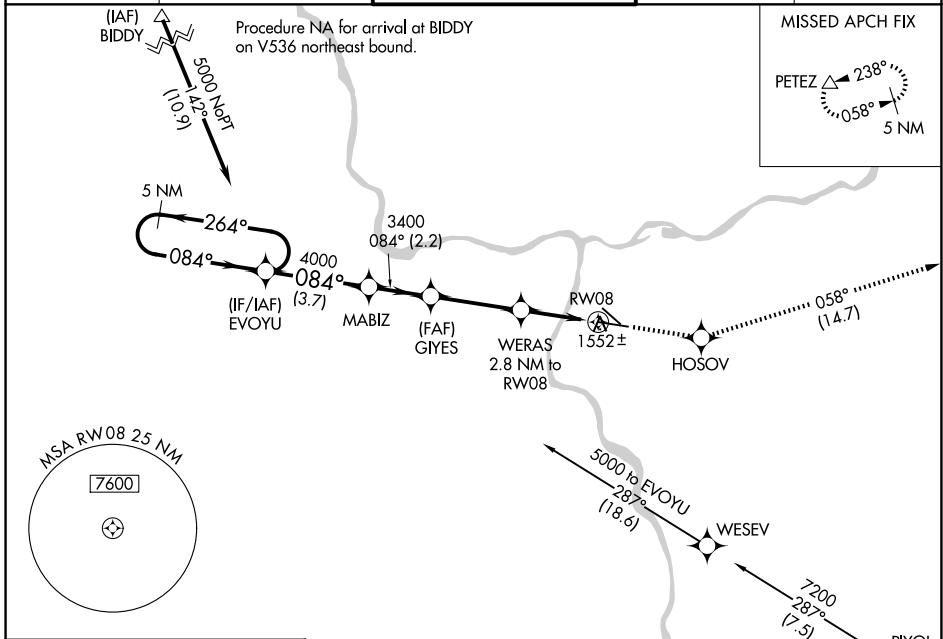 (IAF)
BIDDY
Procedure NA for arrival at BIDDY
on V536 northeast bound.
MISSED APCH FIX
PETEZ
238°
058°
5 NM
5000 NoPT
142°
(10.9)
5 NM
264°
084°
(IF/IAF)
EVOYU
4000
084°
(3.7)
MABIZ
3400
084° (2.2)
(FAF)
GIYES
WERAS
2.8 NM to
RW08
RW08
1552±
HOSOV
058°
(14.7)
MSA RW08 25 NM
7600
5000 to EVOYU
287°
(18.6)
WESEV
7200
287°
(7.5)